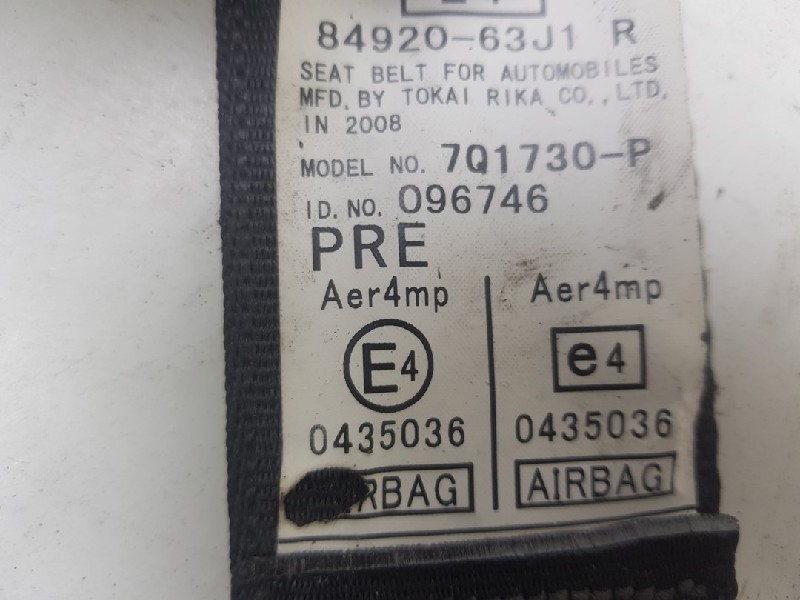 84920-63J1 R
SEAT BELT FOR AUTOMOBILES
MFD. BY TOKAI RIKA CO., LTD.
IN 2008
MODEL NO. 7Q1730-P
ID. NO. 096746
PRE
Aer4mp Aer4mp
E4 e4
0435036 0435036
AIRBAG